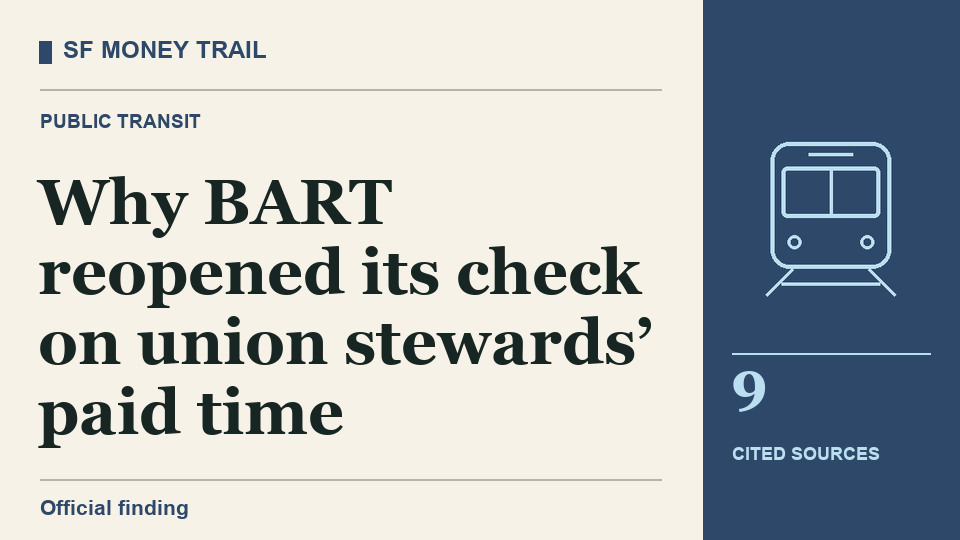 SF MONEY TRAIL
PUBLIC TRANSIT
Why BART
reopened its check
on union stewards’
paid time
Official finding
9
CITED SOURCES